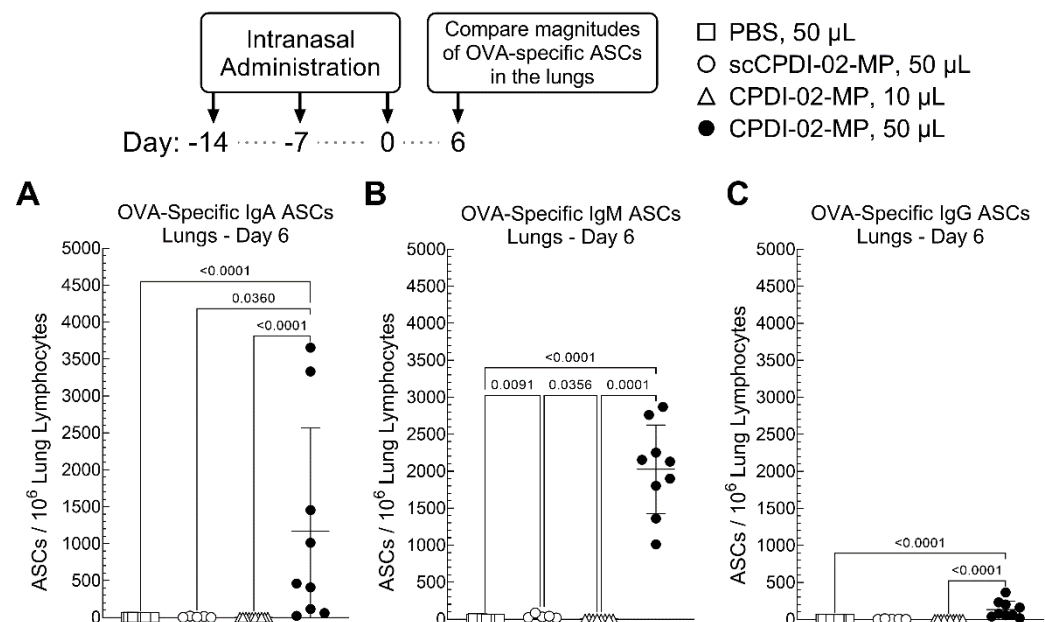 Intranasal
Administration
Compare magnitudes
of OVA-specific ASCs
in the lungs
Day: -14 ····· -7 ····· 0 ···· 6
PBS, 50 µL
scCPDI-02-MP, 50 µL
CPDI-02-MP, 10 µL
CPDI-02-MP, 50 µL
A
OVA-Specific IgA ASCs
Lungs - Day 6
ASCs / 10⁶ Lung Lymphocytes
5000
4500
4000
3500
3000
2500
2000
1500
1000
500
0
<0.0001
0.0360
<0.0001
B
OVA-Specific IgM ASCs
Lungs - Day 6
ASCs / 10⁶ Lung Lymphocytes
5000
4500
4000
3500
3000
2500
2000
1500
1000
500
0
<0.0001
0.0091 0.0356 0.0001
C
OVA-Specific IgG ASCs
Lungs - Day 6
ASCs / 10⁶ Lung Lymphocytes
5000
4500
4000
3500
3000
2500
2000
1500
1000
500
0
<0.0001
<0.0001